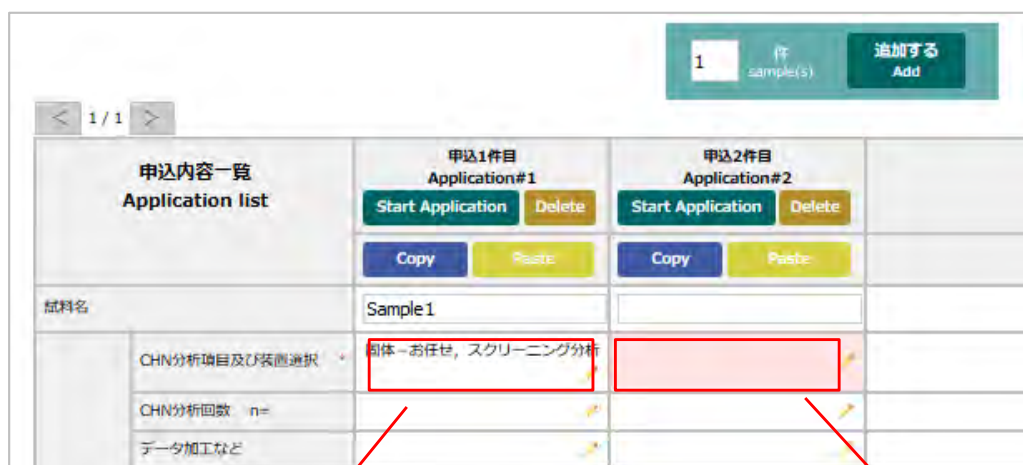 1 件 追加する
sample(s) Add
< 1 / 1 >
申込内容一覧
Application list
申込1件目
Application#1
Start Application Delete
申込2件目
Application#2
Start Application Delete
Copy Paste
Copy Paste
試料名 Sample1
CHN分析項目及び装置選択 * 固体－お任せ，スクリーニング分析
CHN分析回数 n=
データ加工など